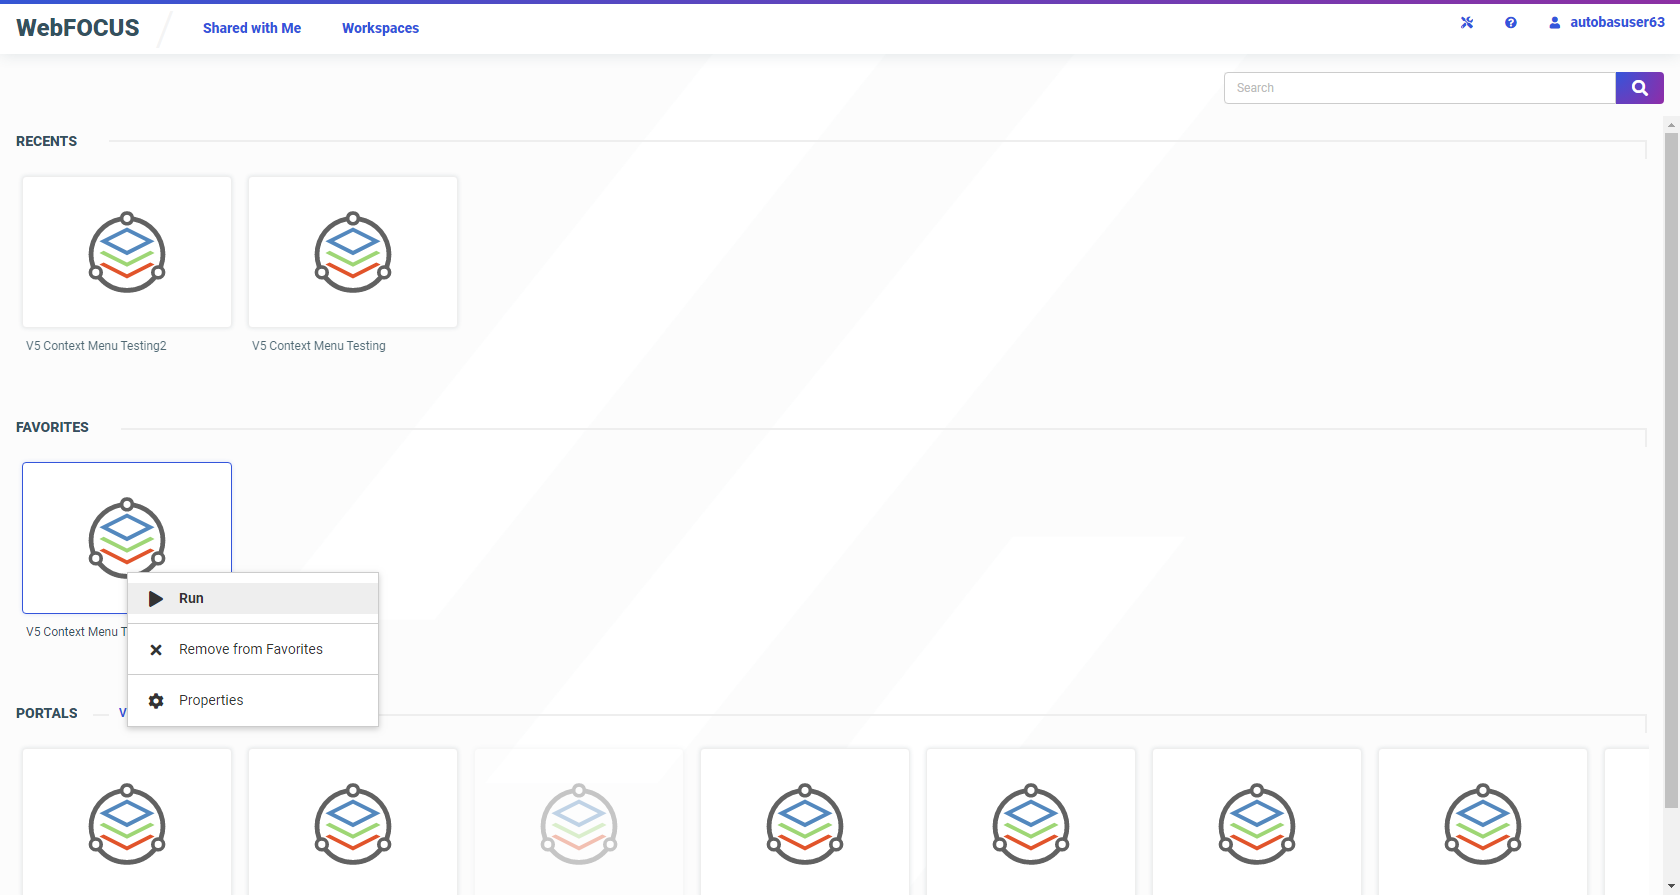 WebFOCUS
Shared with Me
Workspaces
autobasuser63
Search
RECENTS
V5 Context Menu Testing2
V5 Context Menu Testing
FAVORITES
V5 Context Menu T
Run
Remove from Favorites
Properties
PORTALS
V